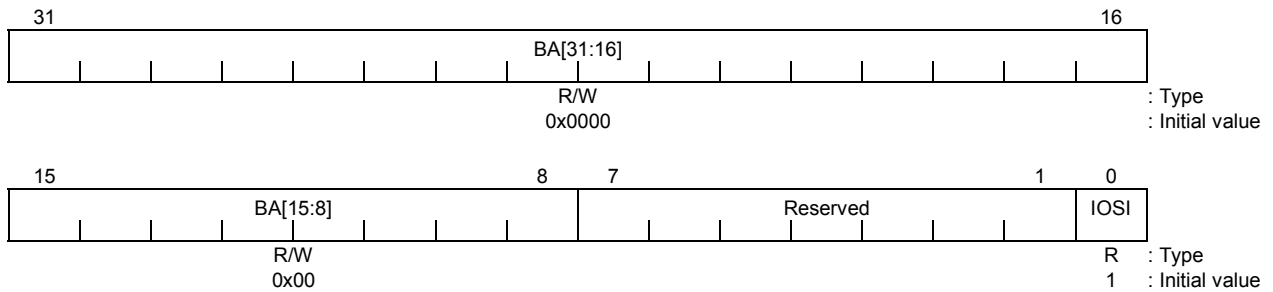 31 16
BA[31:16]
R/W : Type
0x0000 : Initial value
15 8 7 1 0
BA[15:8] Reserved IOSI
R/W R : Type
0x00 1 : Initial value